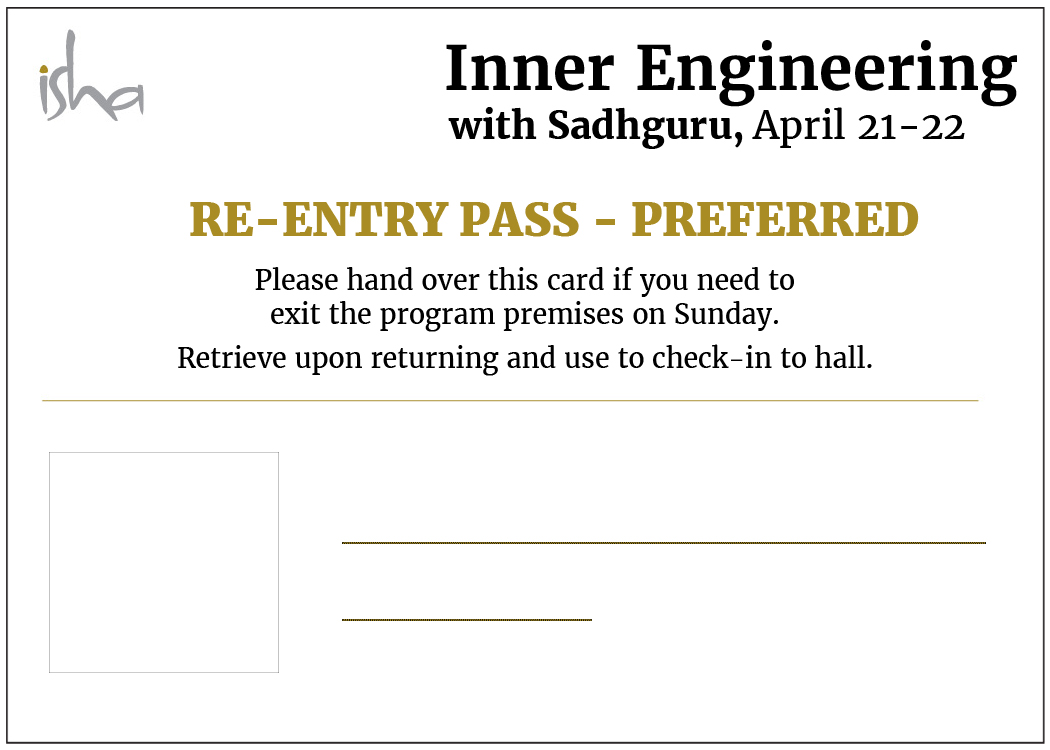 isha
Inner Engineering
with Sadhguru, April 21-22
RE-ENTRY PASS - PREFERRED
Please hand over this card if you need to
exit the program premises on Sunday.
Retrieve upon returning and use to check-in to hall.